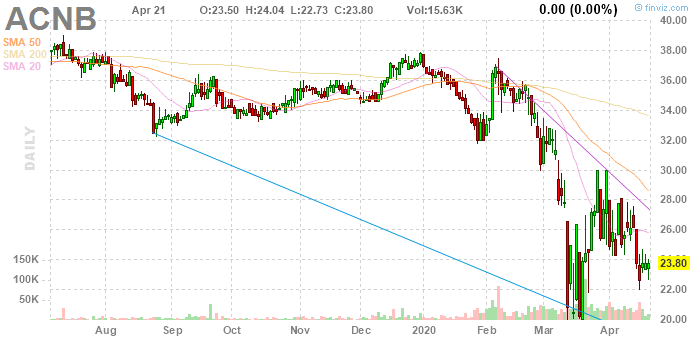 ACNB
Apr 21 O:23.50 H:24.04 L:22.73 C:23.80 Vol:15.63K 0.00 (0.00%)
© finviz.com
SMA 50
SMA 200
SMA 20
DAILY
40.00
38.00
36.00
34.00
32.00
30.00
28.00
26.00
24.00
23.80
22.00
20.00
150K
100K
50K
Aug Sep Oct Nov Dec 2020 Feb Mar Apr